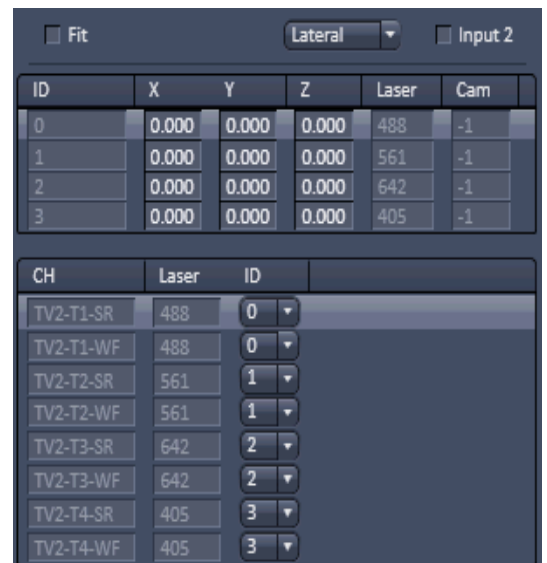 Fit Lateral Input 2
ID X Y Z Laser Cam
0 0.000 0.000 0.000 488 -1
1 0.000 0.000 0.000 561 -1
2 0.000 0.000 0.000 642 -1
3 0.000 0.000 0.000 405 -1
CH Laser ID
TV2-T1-SR 488 0
TV2-T1-WF 488 0
TV2-T2-SR 561 1
TV2-T2-WF 561 1
TV2-T3-SR 642 2
TV2-T3-WF 642 2
TV2-T4-SR 405 3
TV2-T4-WF 405 3